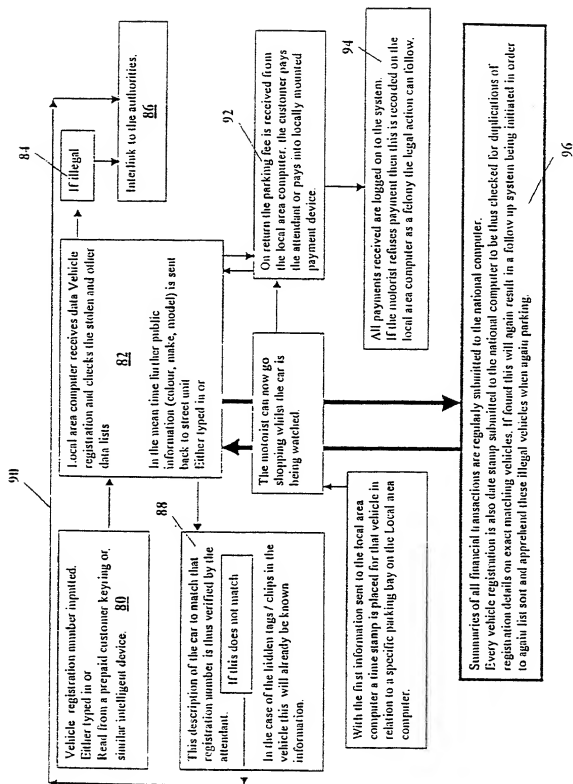 90
Vehicle registration number inputted.
Either typed in or
Read from a prepaid customer keyring or
similar intelligent device.
80
Local area computer receives data Vehicle
registration and checks the stolen and other
data lists
82
In the mean time further public
information (colour, make, model) is sent
back to street unit
Either typed in or
84
If illegal
Interlink to the authorities.
86
88
This description of the car to match that
registration number is thus verified by the
attendant.
If this does not match
In the case of the hidden tags / chips in the
vehicle this will already be known
information.
The motorist can now go
shopping whilst the car is
being watched.
92
On return the parking fee is received from
the local area computer, the customer pays
the attendant or pays into locally mounted
payment device.
With the first information sent to the local area
computer a time stamp is placed for that vehicle in
relation to a specific parking bay on the Local area
computer.
94
All payments received are logged on to the system.
If the motorist refuses payment then this is recorded on the
local area computer as a felony the legal action can follow.
Summaries of all financial transactions are regularly submitted to the national computer.
Every vehicle registration is also date stamp submitted to the national computer to be thus checked for duplications of
registration details on exact matching vehicles. If found this will again result in a follow up system being initiated in order
to again list sort and apprehend these illegal vehicles when again parking.
96